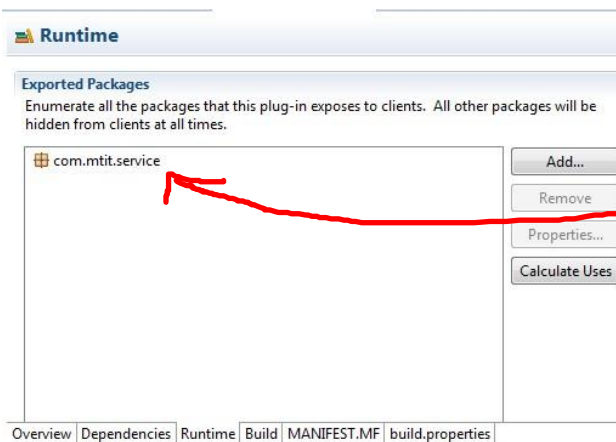 Runtime
Exported Packages
Enumerate all the packages that this plug-in exposes to clients.  All other packages will be
hidden from clients at all times.
com.mtit.service
Add...
Remove
Properties...
Calculate Uses
Overview Dependencies Runtime Build MANIFEST.MF build.properties